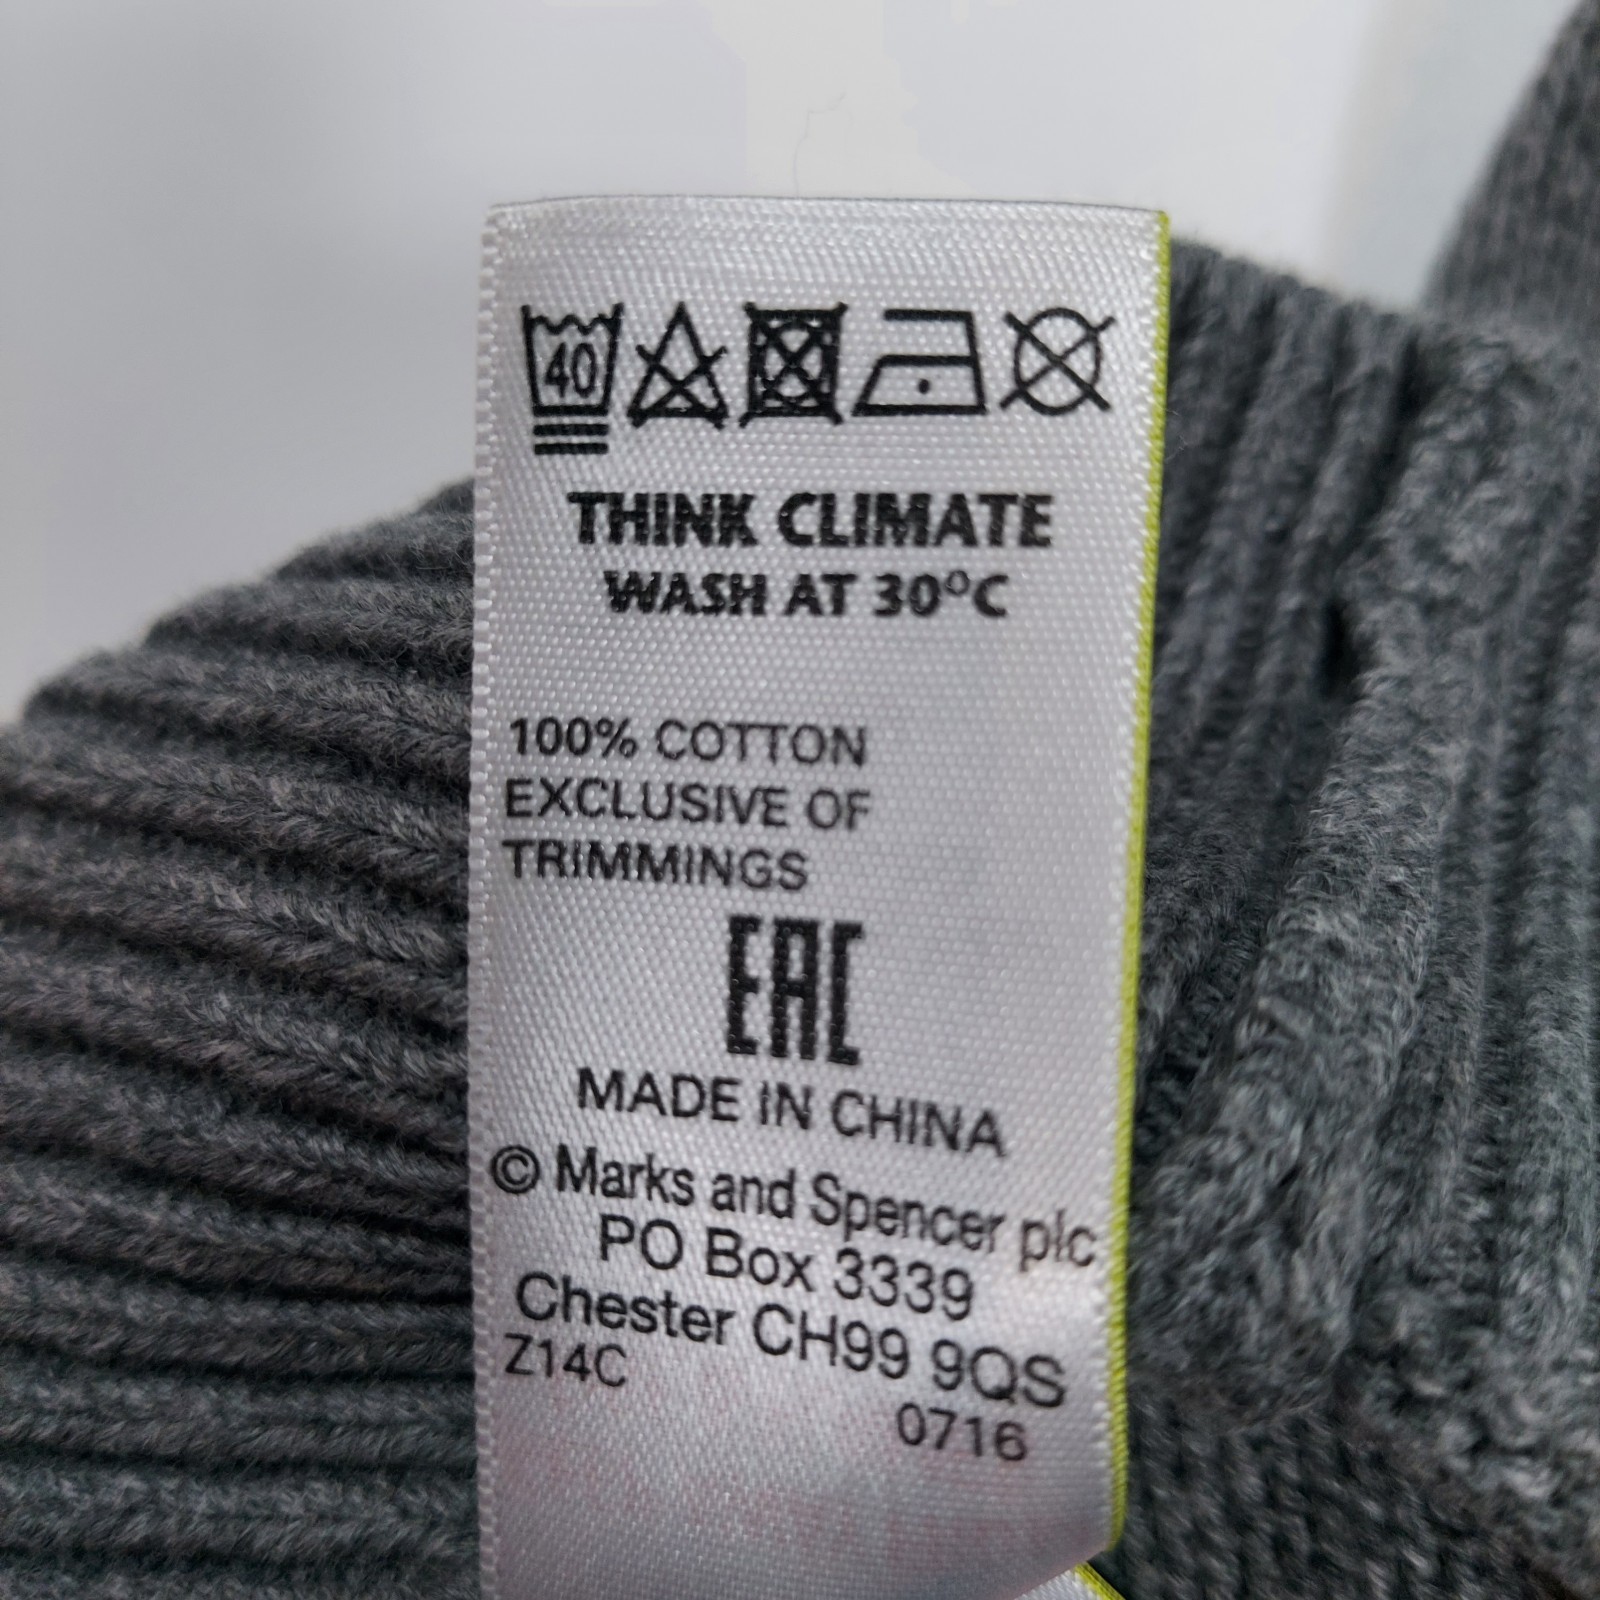 40
THINK CLIMATE
WASH AT 30°C
100% COTTON
EXCLUSIVE OF
TRIMMINGS
EAC
MADE IN CHINA
© Marks and Spencer plc
PO Box 3339
Chester CH99 9QS
Z14C
0716